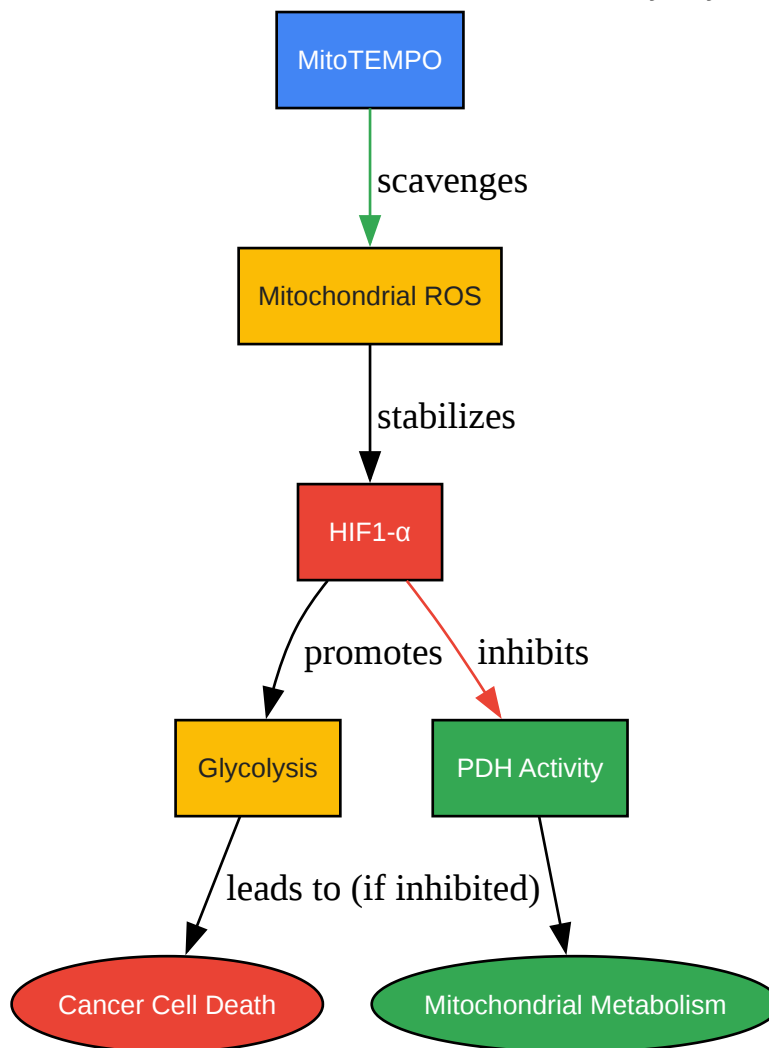 MitoTEMPO
scavenges
Mitochondrial ROS
stabilizes
HIF1-α
promotes
inhibits
Glycolysis
PDH Activity
leads to (if inhibited)
Cancer Cell Death
Mitochondrial Metabolism